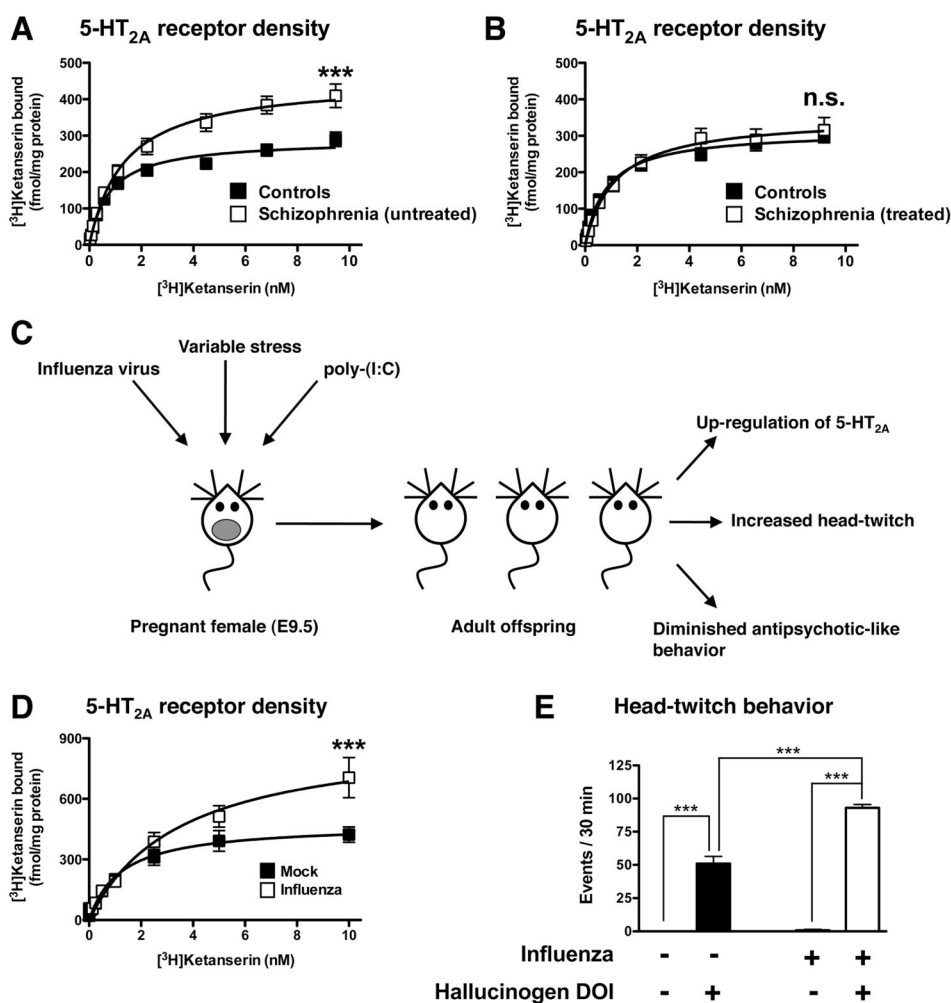 A
5-HT2A receptor density
[3H]Ketanserin bound
(fmol/mg protein)
500
400
300
200
100
0
***
Controls
Schizophrenia (untreated)
0 2 4 6 8 10
[3H]Ketanserin (nM)
B
5-HT2A receptor density
[3H]Ketanserin bound
(fmol/mg protein)
500
400
300
200
100
0
n.s.
Controls
Schizophrenia (treated)
0 2 4 6 8 10
[3H]Ketanserin (nM)
C
Influenza virus
Variable stress
poly-(I:C)
Pregnant female (E9.5)
Adult offspring
Up-regulation of 5-HT2A
Increased head-twitch
Diminished antipsychotic-like
behavior
D
5-HT2A receptor density
[3H]Ketanserin bound
(fmol/mg protein)
900
600
300
0
***
Mock
Influenza
0 2 4 6 8 10
[3H]Ketanserin (nM)
E
Head-twitch behavior
Events / 30 min
125
100
75
50
25
0
***
***
***
Influenza - - + +
Hallucinogen DOI - + - +